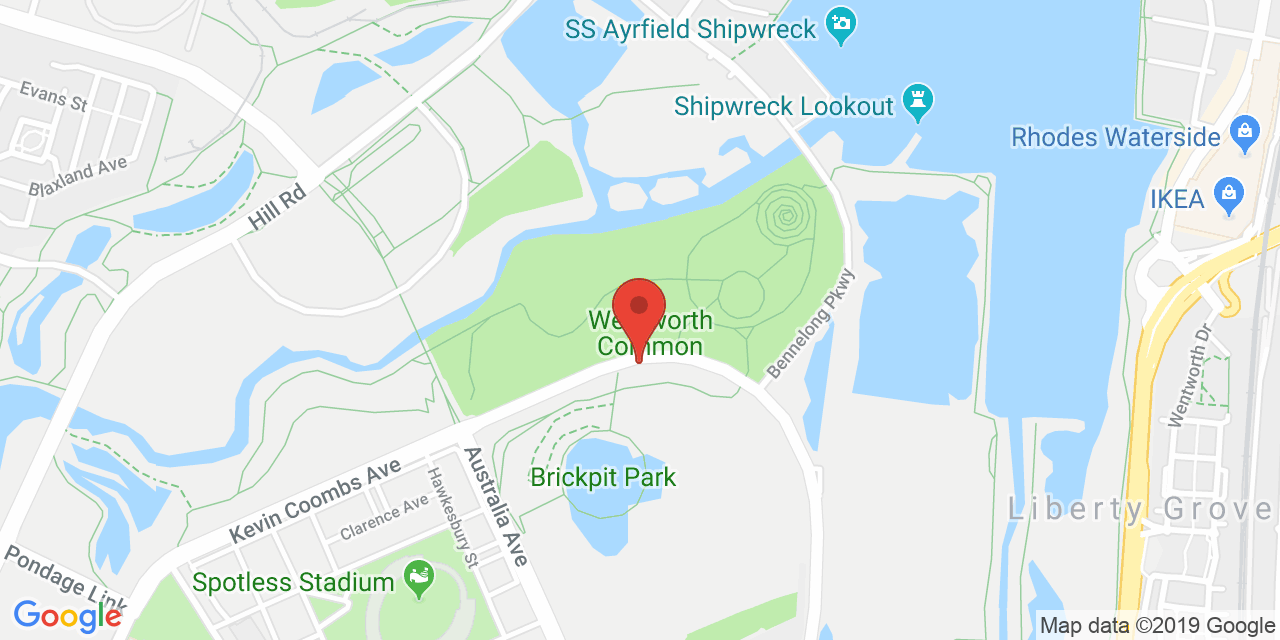 SS Ayrfield Shipwreck
Evans St
Shipwreck Lookout
Rhodes Waterside
Blaxland Ave
IKEA
Hill Rd
Wentworth
Common
Bennelong Pkwy
Wentworth Dr
Brickpit Park
Australia Ave
Kevin Coombs Ave
Hawkesbury St
Clarence Ave
Liberty Grove
Spotless Stadium
Pondage Link
Google
Map data ©2019 Google